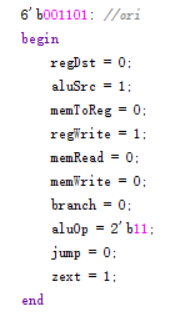 6'b001101: //ori
begin
regDst = 0;
aluSrc = 1;
memToReg = 0;
regWrite = 1;
memRead = 0;
memWrite = 0;
branch = 0;
aluOp = 2'b11;
jump = 0;
zext = 1;
end